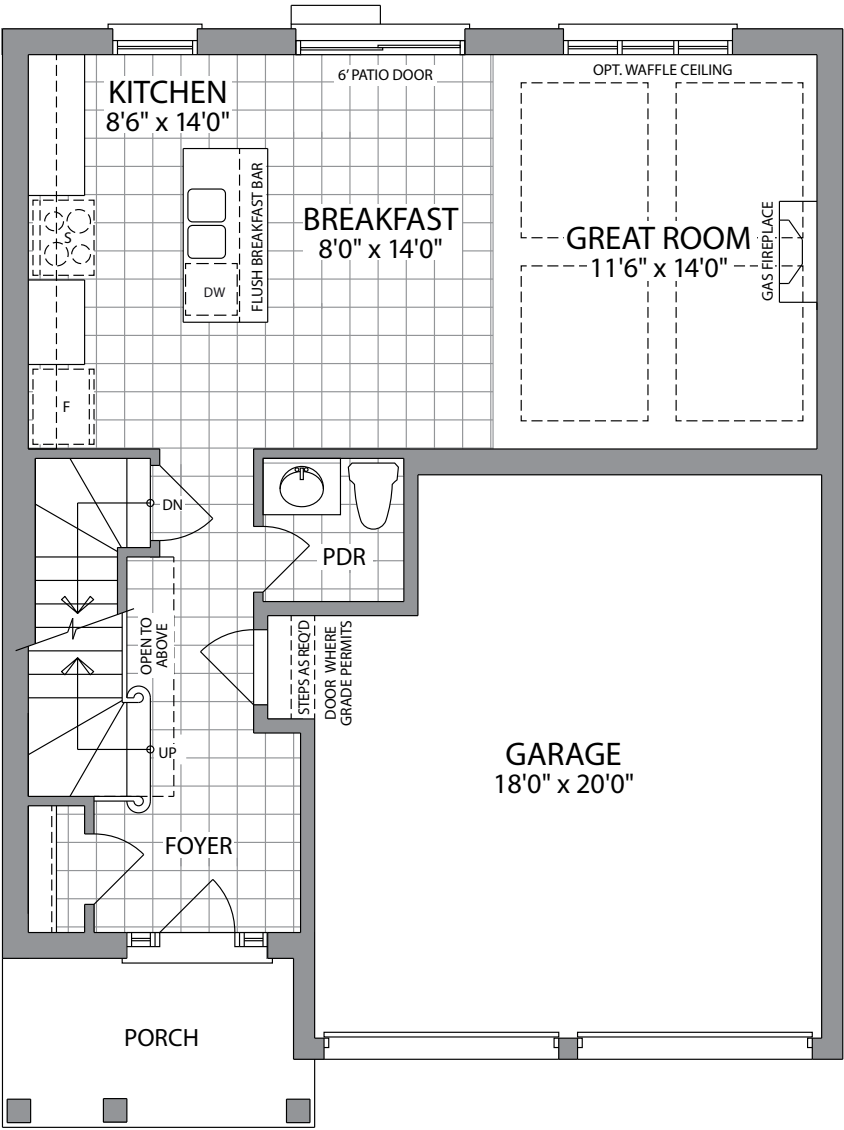 6' PATIO DOOR
OPT. WAFFLE CEILING
KITCHEN
8'6" x 14'0"
FLUSH BREAKFAST BAR
BREAKFAST
8'0" x 14'0"
GREAT ROOM
11'6" x 14'0"
GAS FIREPLACE
S
DW
F
DN
PDR
OPEN TO
ABOVE
STEPS AS REQ'D
DOOR WHERE
GRADE PERMITS
UP
GARAGE
18'0" x 20'0"
FOYER
PORCH